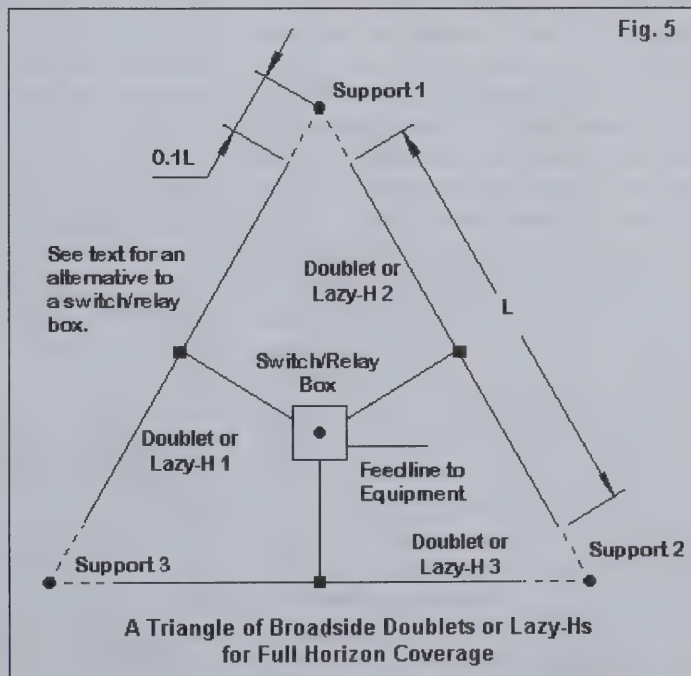 Fig. 5
Support 1
0.1L
See text for an
alternative to
a switch/relay
box.
Doublet or
Lazy-H 2
L
Switch/Relay
Box
Doublet or
Lazy-H 1
Feedline to
Equipment
Support 3
Doublet or
Lazy-H 3
Support 2
A Triangle of Broadside Doublets or Lazy-Hs
for Full Horizon Coverage